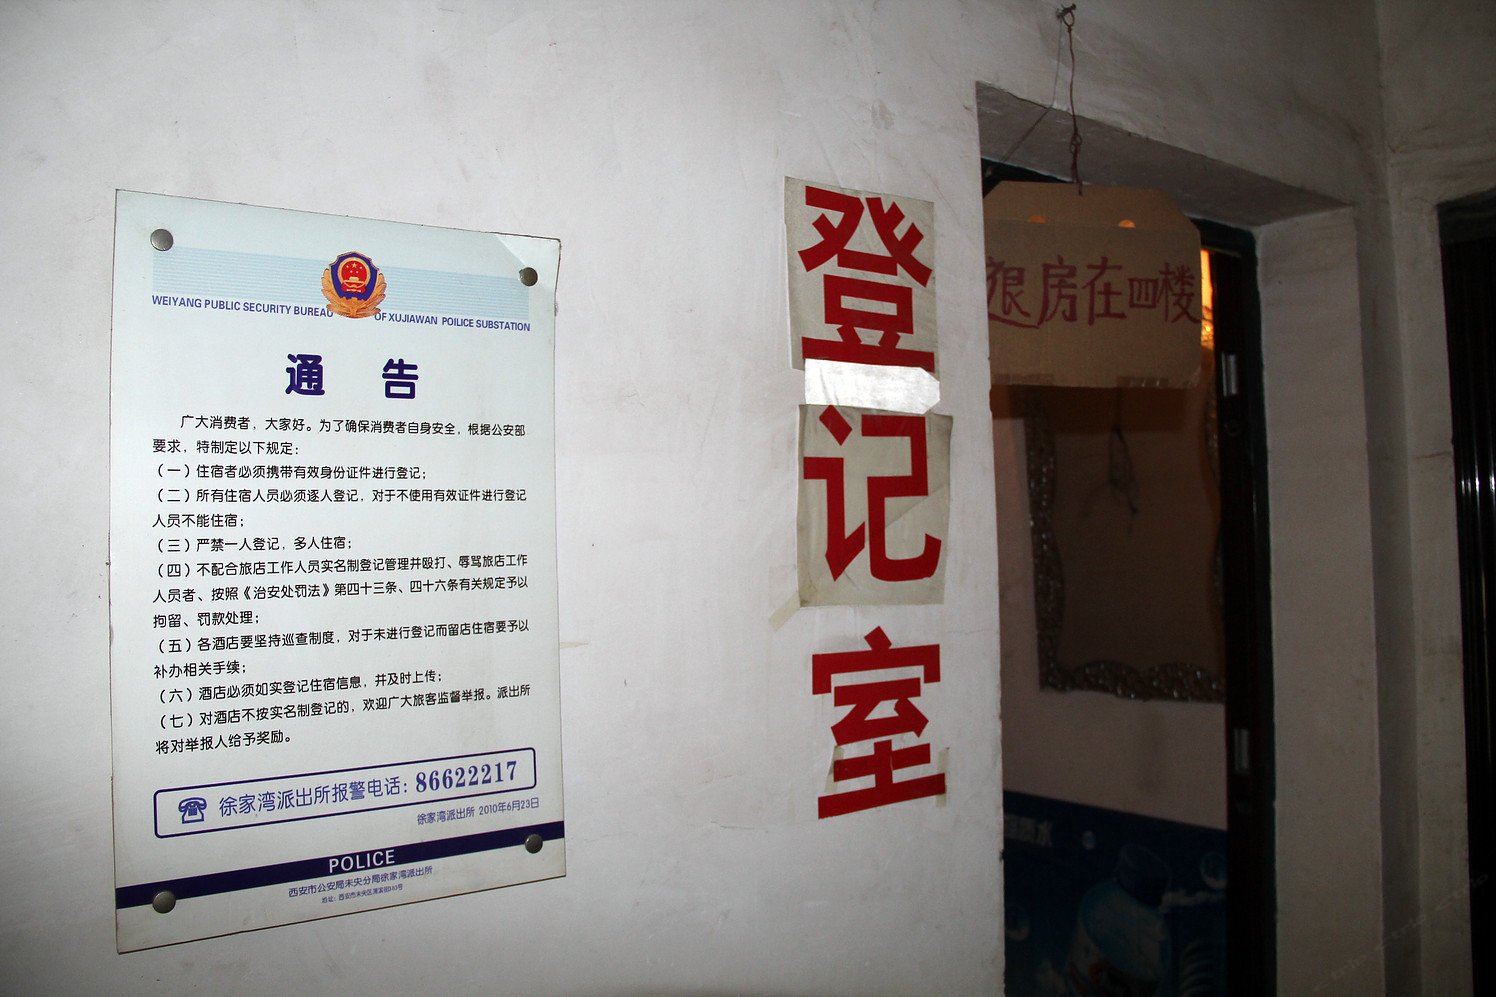 WEIYANG PUBLIC SECURITY BUREAU OF XUJIAWAN POILICE SUBSTATION
通 告
广大消费者，大家好。为了确保消费者自身安全，根据公安部
要求，特制定以下规定：
（一）住宿者必须携带有效身份证件进行登记；
（二）所有住宿人员必须逐人登记，对于不使用有效证件进行登记
人员不能住宿；
（三）严禁一人登记，多人住宿；
（四）不配合旅店工作人员实名制登记管理并殴打、辱骂旅店工作
人员者、按照《治安处罚法》第四十三条、四十六条有关规定予以
拘留、罚款处理；
（五）各酒店要坚持巡查制度，对于未进行登记而留店住宿要予以
补办相关手续；
（六）酒店必须如实登记住宿信息，并及时上传；
（七）对酒店不按实名制登记的，欢迎广大旅客监督举报。派出所
将对举报人给予奖励。
徐家湾派出所报警电话：86622217
徐家湾派出所 2010年6月23日
POLICE
西安市公安局未央分局徐家湾派出所
登记室
退房在四楼